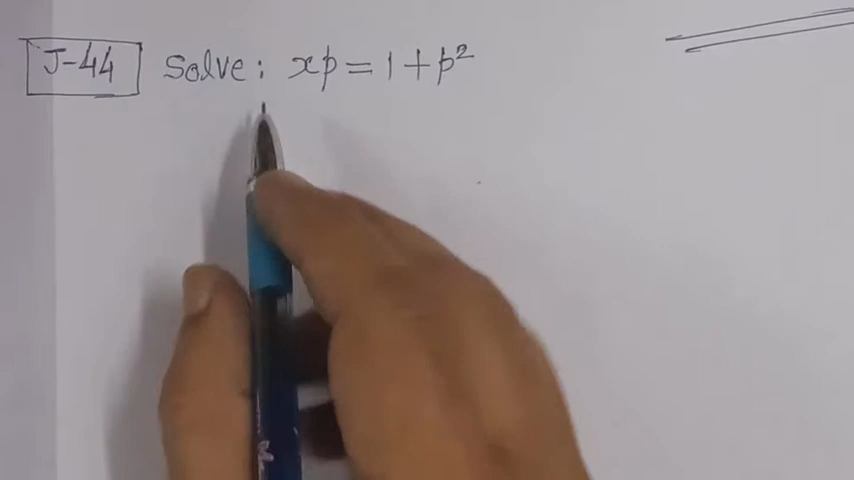 J-44 Solve: xp = 1 + p²